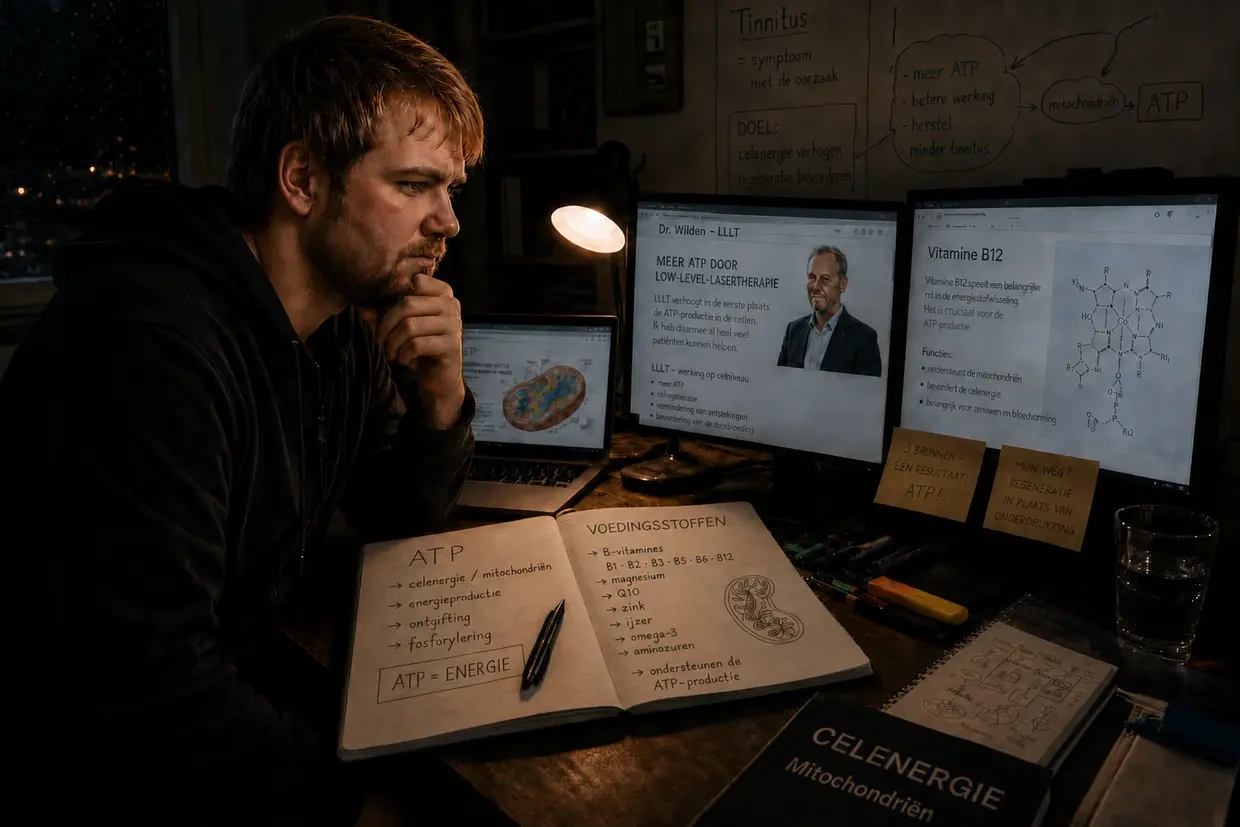 Tinnitus
= symptoom
niet de oorzaak
DOEL:
celenergie verhogen
regeneratie bevorderen
- meer ATP
- betere werking
- herstel
- minder tinnitus
mitochondriën
ATP
Dr. Wilden – LLLT
MEER ATP DOOR
LOW-LEVEL-LASERTHERAPIE
LLLT verhoogt in de eerste plaats
de ATP-productie in de cellen.
Ik heb daarmee al heel veel
patiënten kunnen helpen.
LLLT – werking op celniveau
• meer ATP
• celregeneratie
• vermindering van ontstekingen
• bevordering van de doorbloeding
Vitamine B12
Vitamine B12 speelt een belangrijke
rol in de energiestofwisseling.
Het is cruciaal voor de
ATP-productie.
Functies:
• ondersteunt de mitochondriën
• bevordert de celenergie
• belangrijk voor zenuwen en bloedvorming
ATP
3 BRONNEN –
ÉÉN RESULTAAT:
ATP!
MIJN WEG?
REGENERATIE
IN PLAATS VAN
ONDERDRUKKING
ATP
→ celenergie / mitochondriën
→ energieproductie
→ ontgifting
→ fosforylering
ATP = ENERGIE
VOEDINGSSTOFFEN
→ B-vitamines
B1 · B2 · B3 · B5 · B6 · B12
→ magnesium
→ Q10
→ zink
→ ijzer
→ omega-3
→ aminozuren
→ ondersteunen de
ATP-productie
CELENERGIE
Mitochondriën